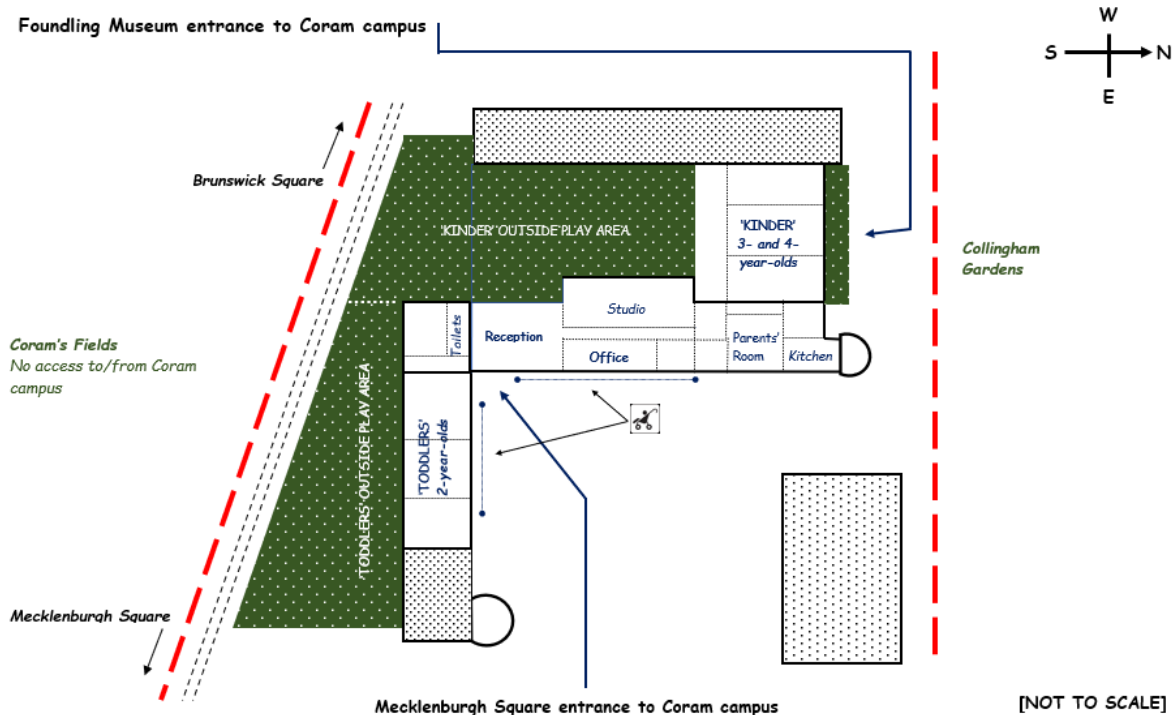 Foundling Museum entrance to Coram campus
W
S
N
E
Brunswick Square
'KINDER' OUTSIDE PLAY AREA
'KINDER'
3- and 4-
year-olds
Collingham
Gardens
Studio
Toilets
Reception
Office
Parents'
Room
Kitchen
Coram's Fields
No access to/from Coram
campus
'TODDLERS' OUTSIDE PLAY AREA
'TODDLERS'
2-year-olds
Mecklenburgh Square
Mecklenburgh Square entrance to Coram campus
[NOT TO SCALE]